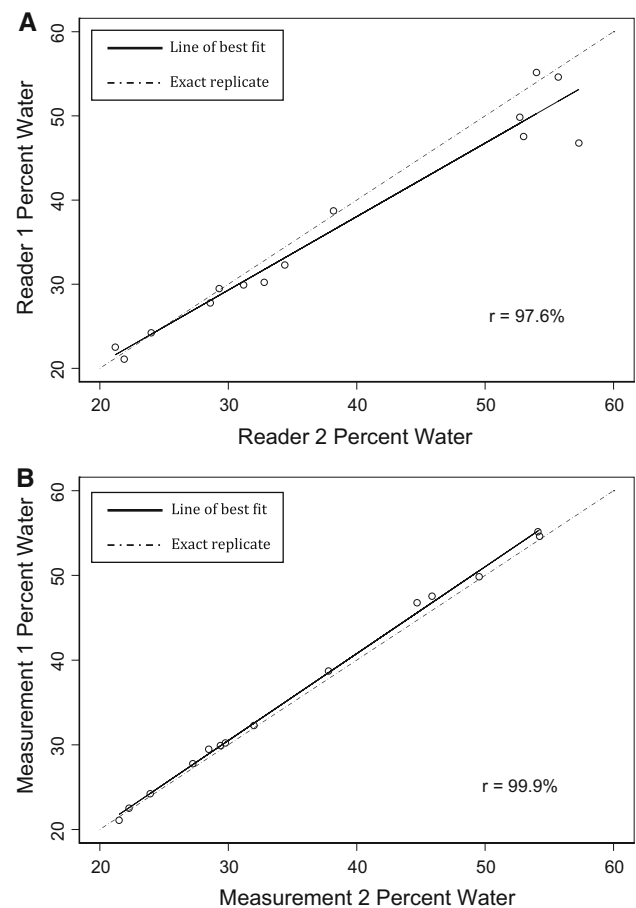 A
60
50
40
30
20
Reader 1 Percent Water
Line of best fit
Exact replicate
r = 97.6%
20 30 40 50 60
Reader 2 Percent Water
B
60
50
40
30
20
Measurement 1 Percent Water
Line of best fit
Exact replicate
r = 99.9%
20 30 40 50 60
Measurement 2 Percent Water